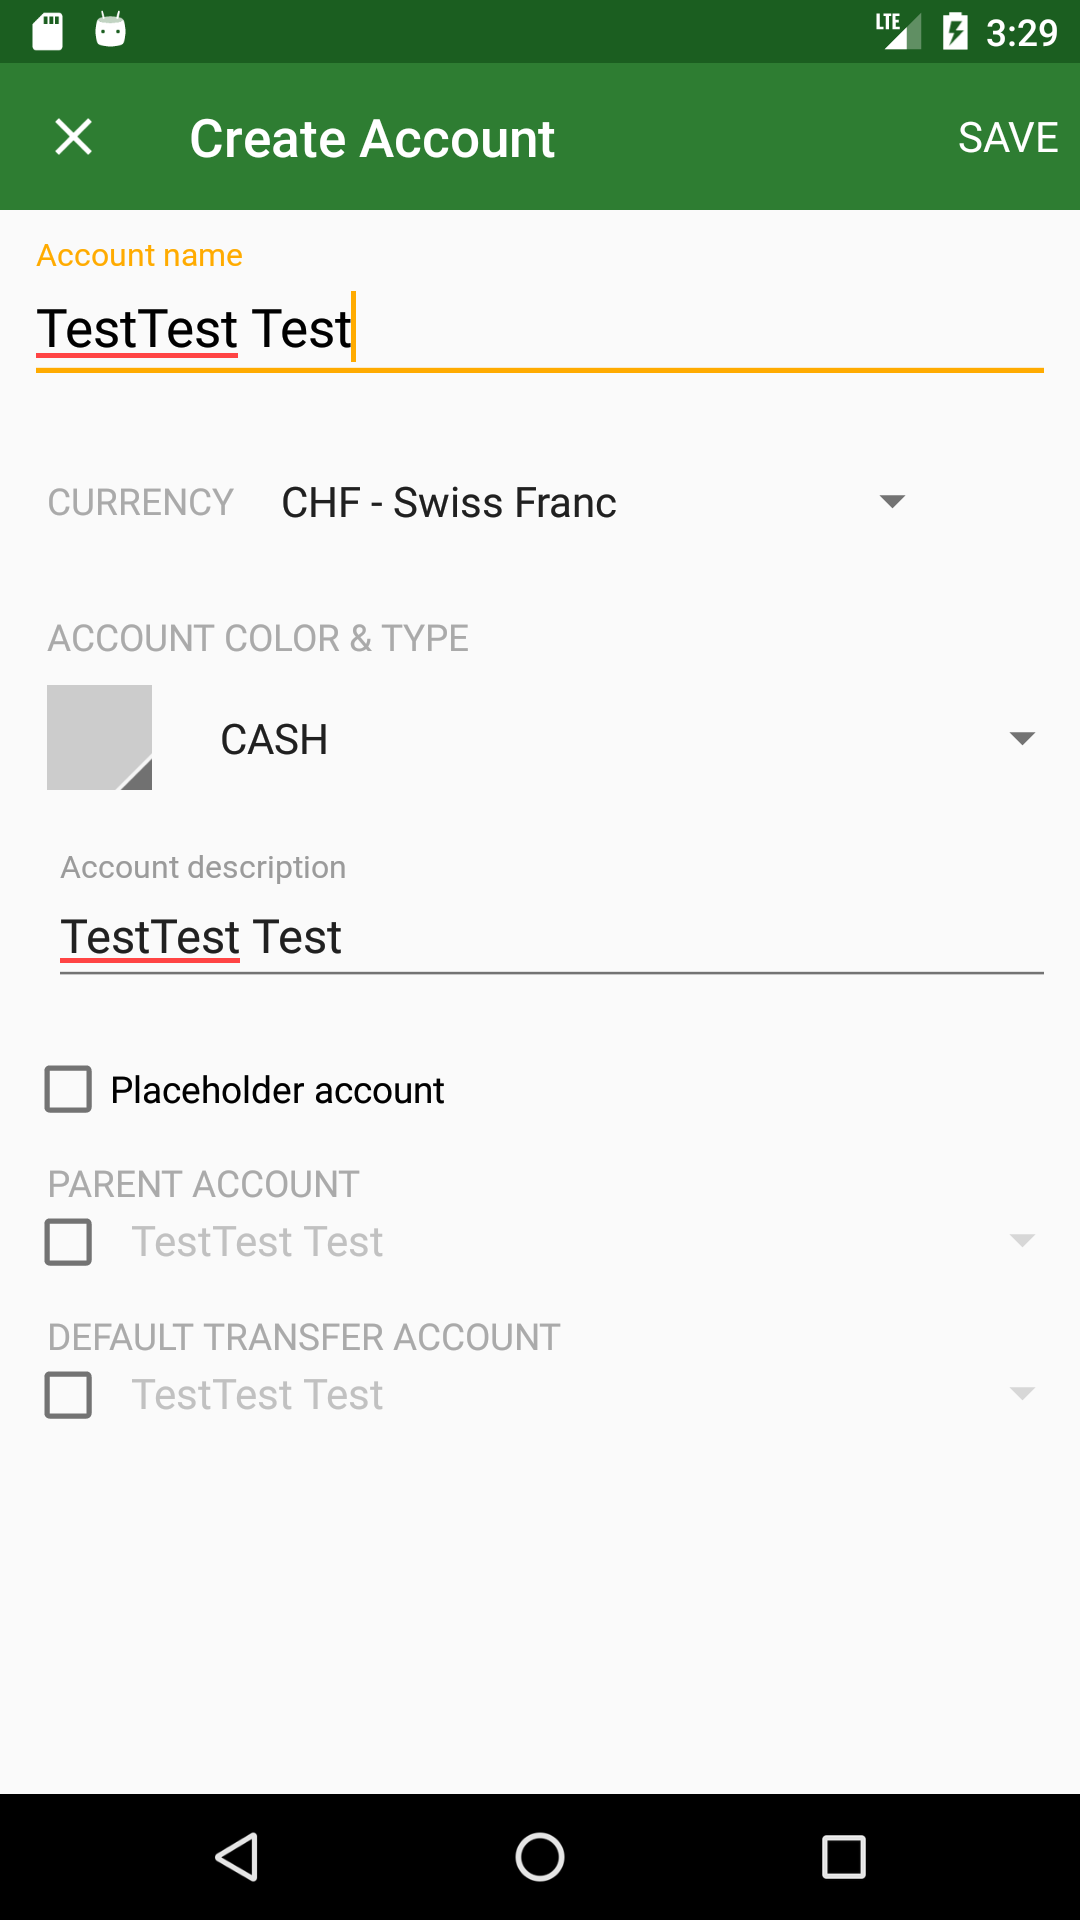 LTE 3:29
Create Account SAVE
Account name
TestTest Test
CURRENCY CHF - Swiss Franc
ACCOUNT COLOR & TYPE
CASH
Account description
TestTest Test
Placeholder account
PARENT ACCOUNT
TestTest Test
DEFAULT TRANSFER ACCOUNT
TestTest Test